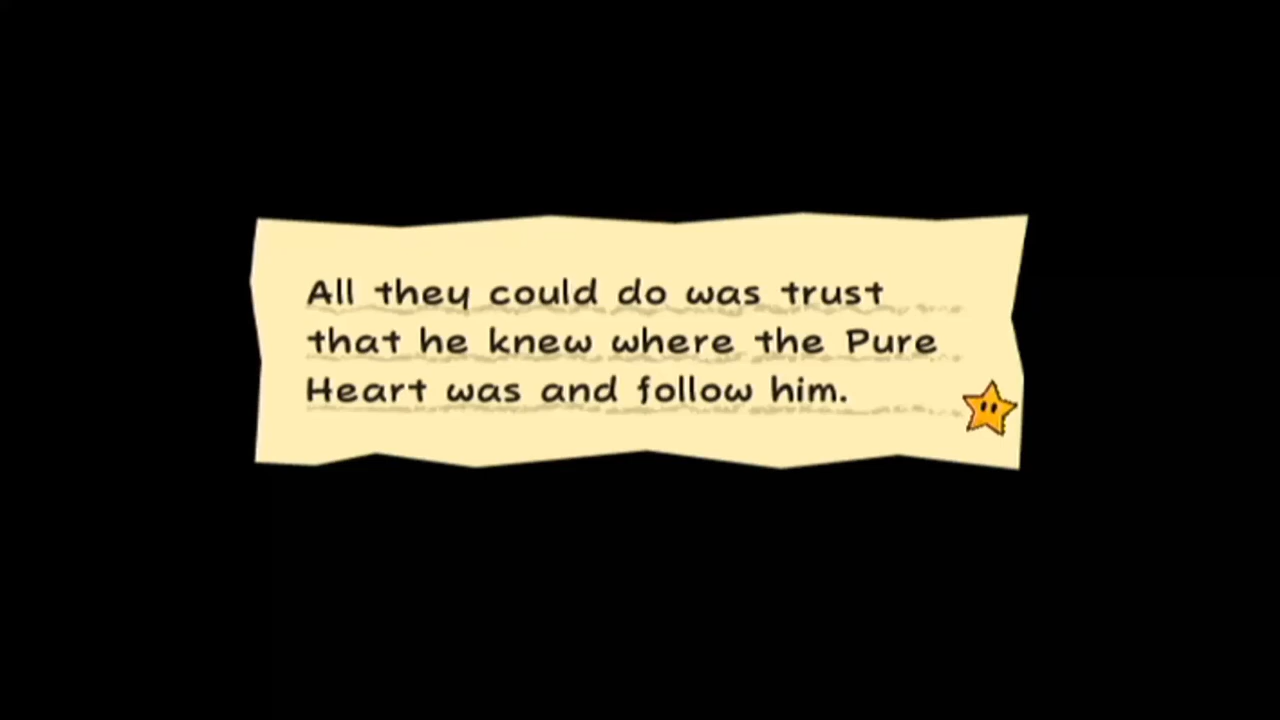 All they could do was trust
that he knew where the Pure
Heart was and follow him.